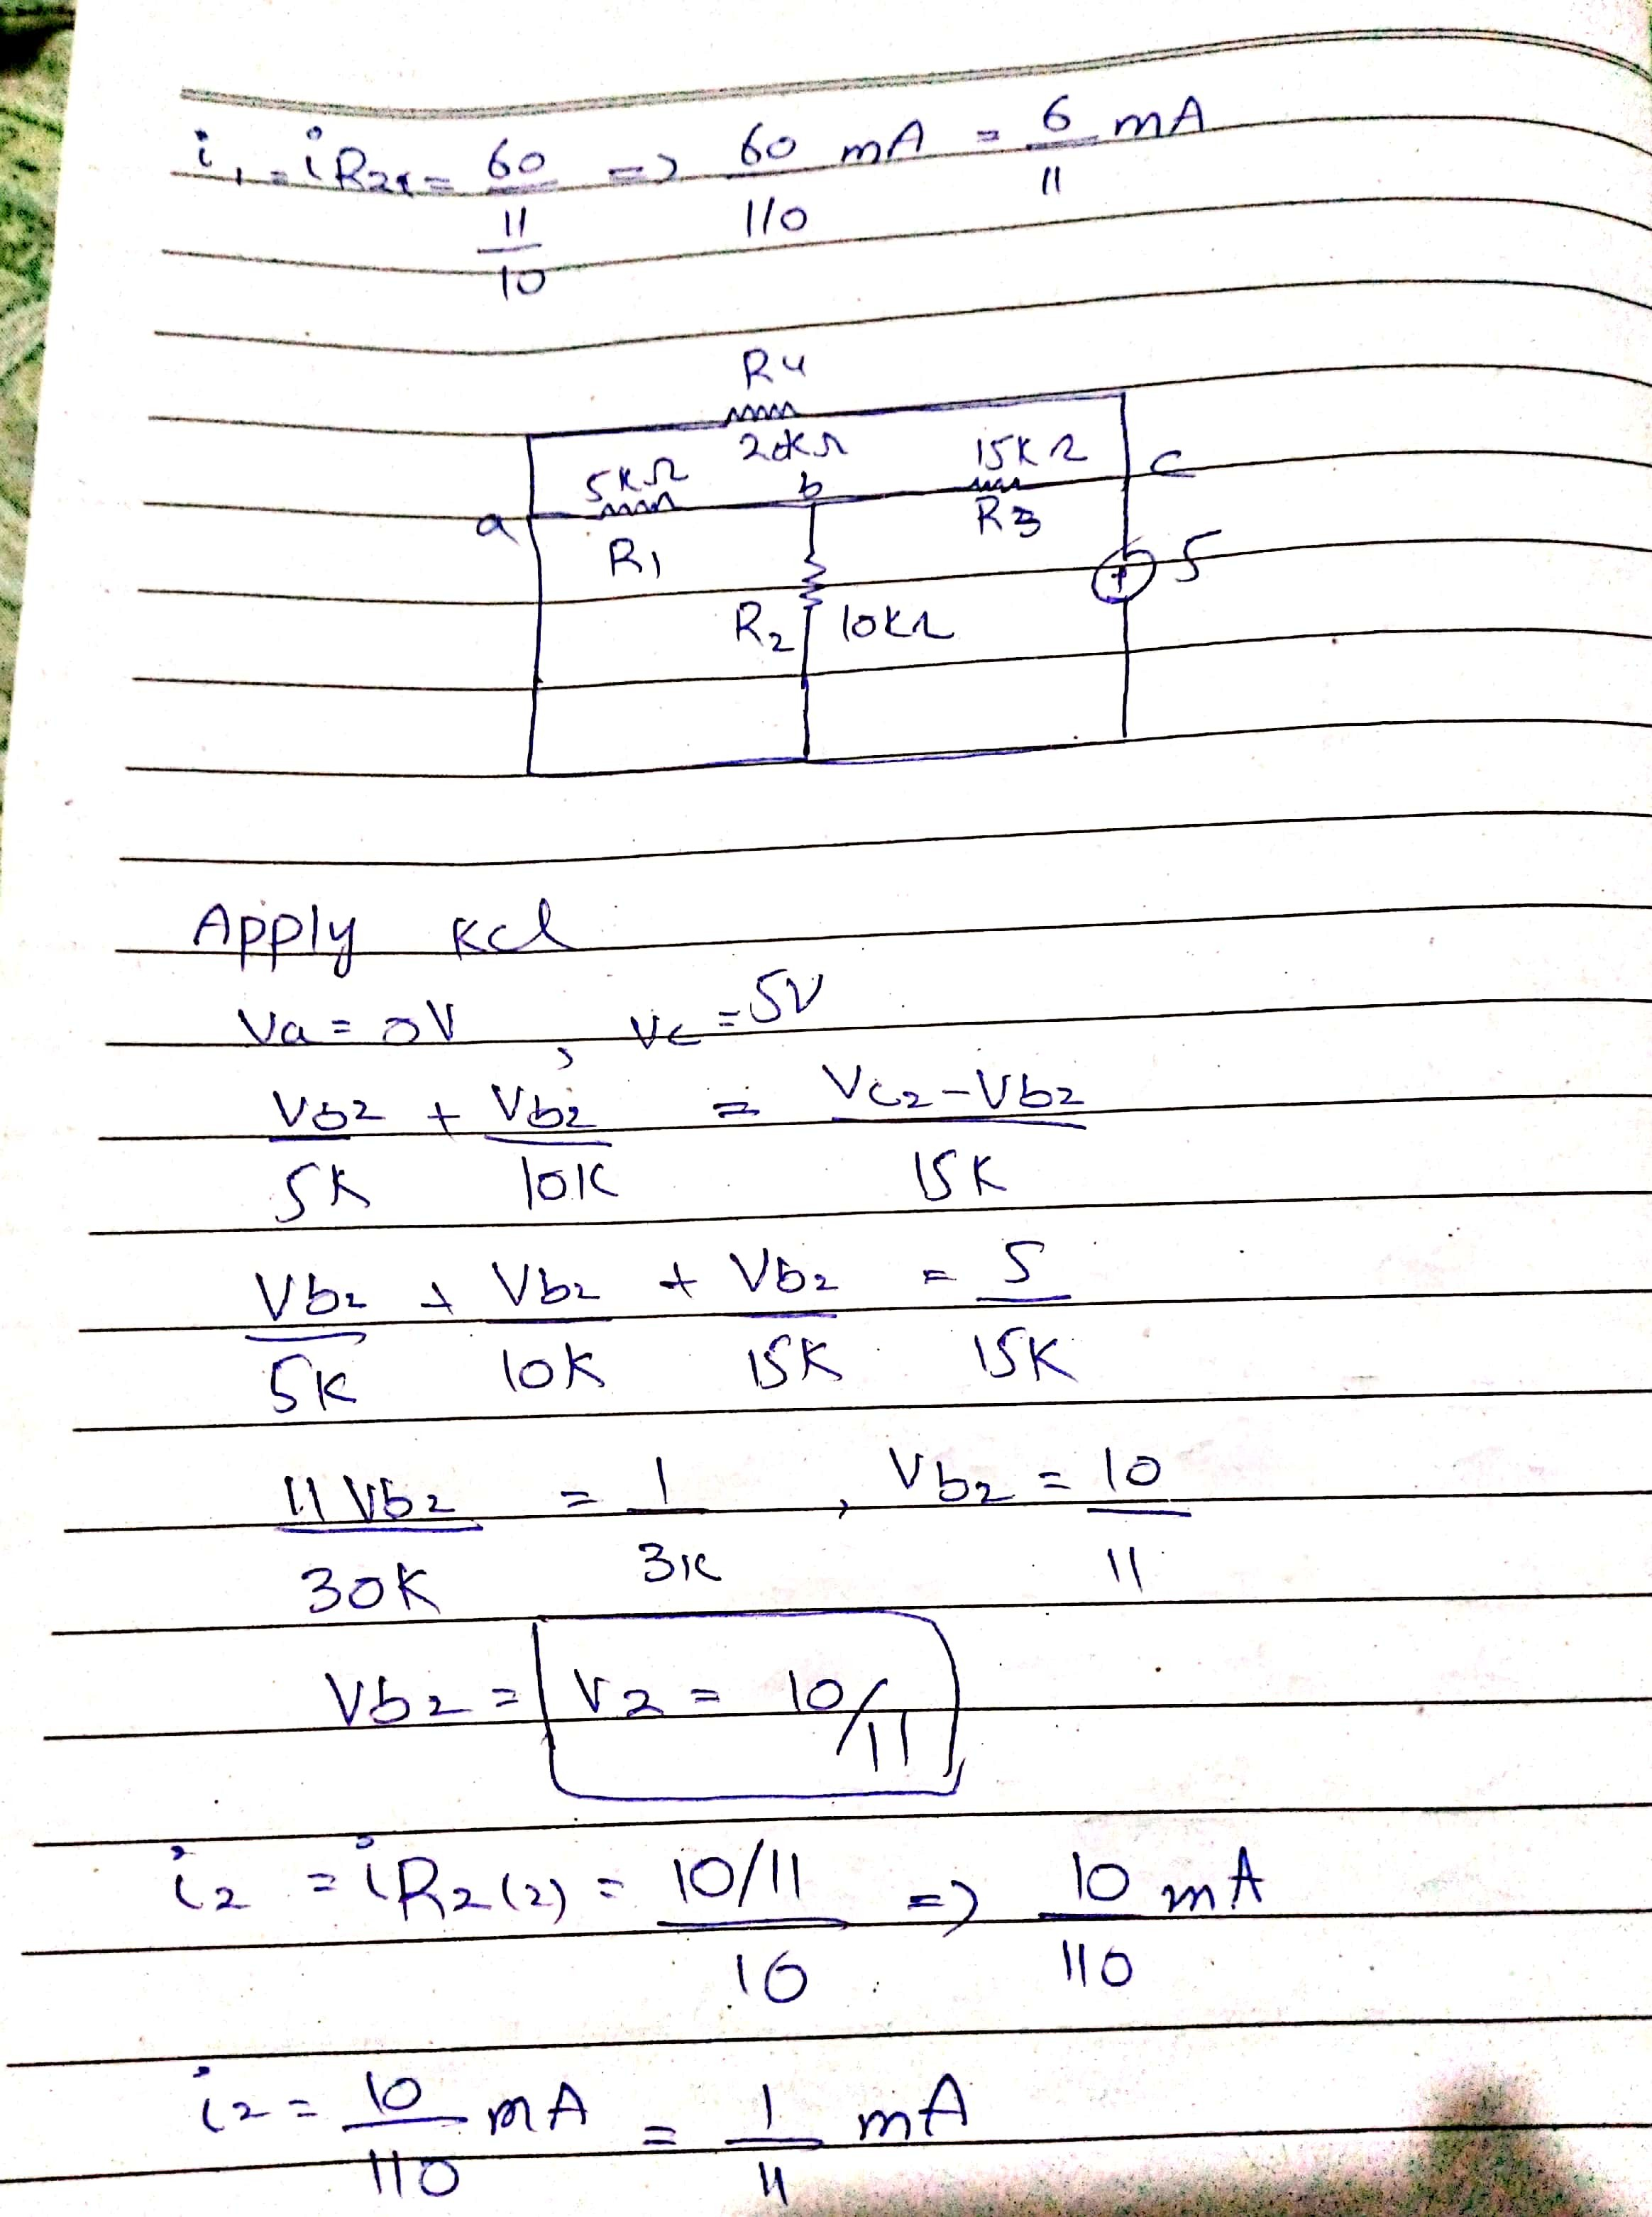 i₁ = iR₂₁ = 60/(11/10) => 60/110 mA = 6/11 mA
R4
20kΩ
5kΩ b 15kΩ c
a R1 R3
+ 5
R2 10kΩ
Apply kcl
Va = 0V , Vc = 5V
Vb2/5K + Vb2/10K = Vc2-Vb2/15K
Vb2/5K + Vb2/10K + Vb2/15K = 5/15K
11Vb2/30K = 1/3K , Vb2 = 10/11
Vb2 = V2 = 10/11
i2 = iR2(2) = 10/11/10 => 10/110 mA
i2 = 10/110 mA = 1/11 mA